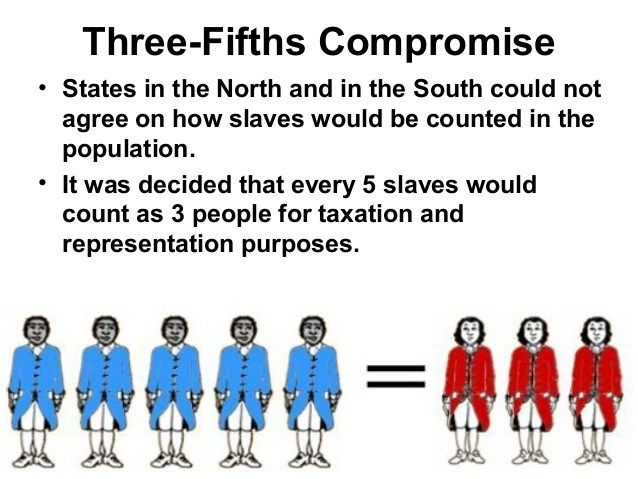 Three-Fifths Compromise
• States in the North and in the South could not
agree on how slaves would be counted in the
population.
• It was decided that every 5 slaves would
count as 3 people for taxation and
representation purposes.
=